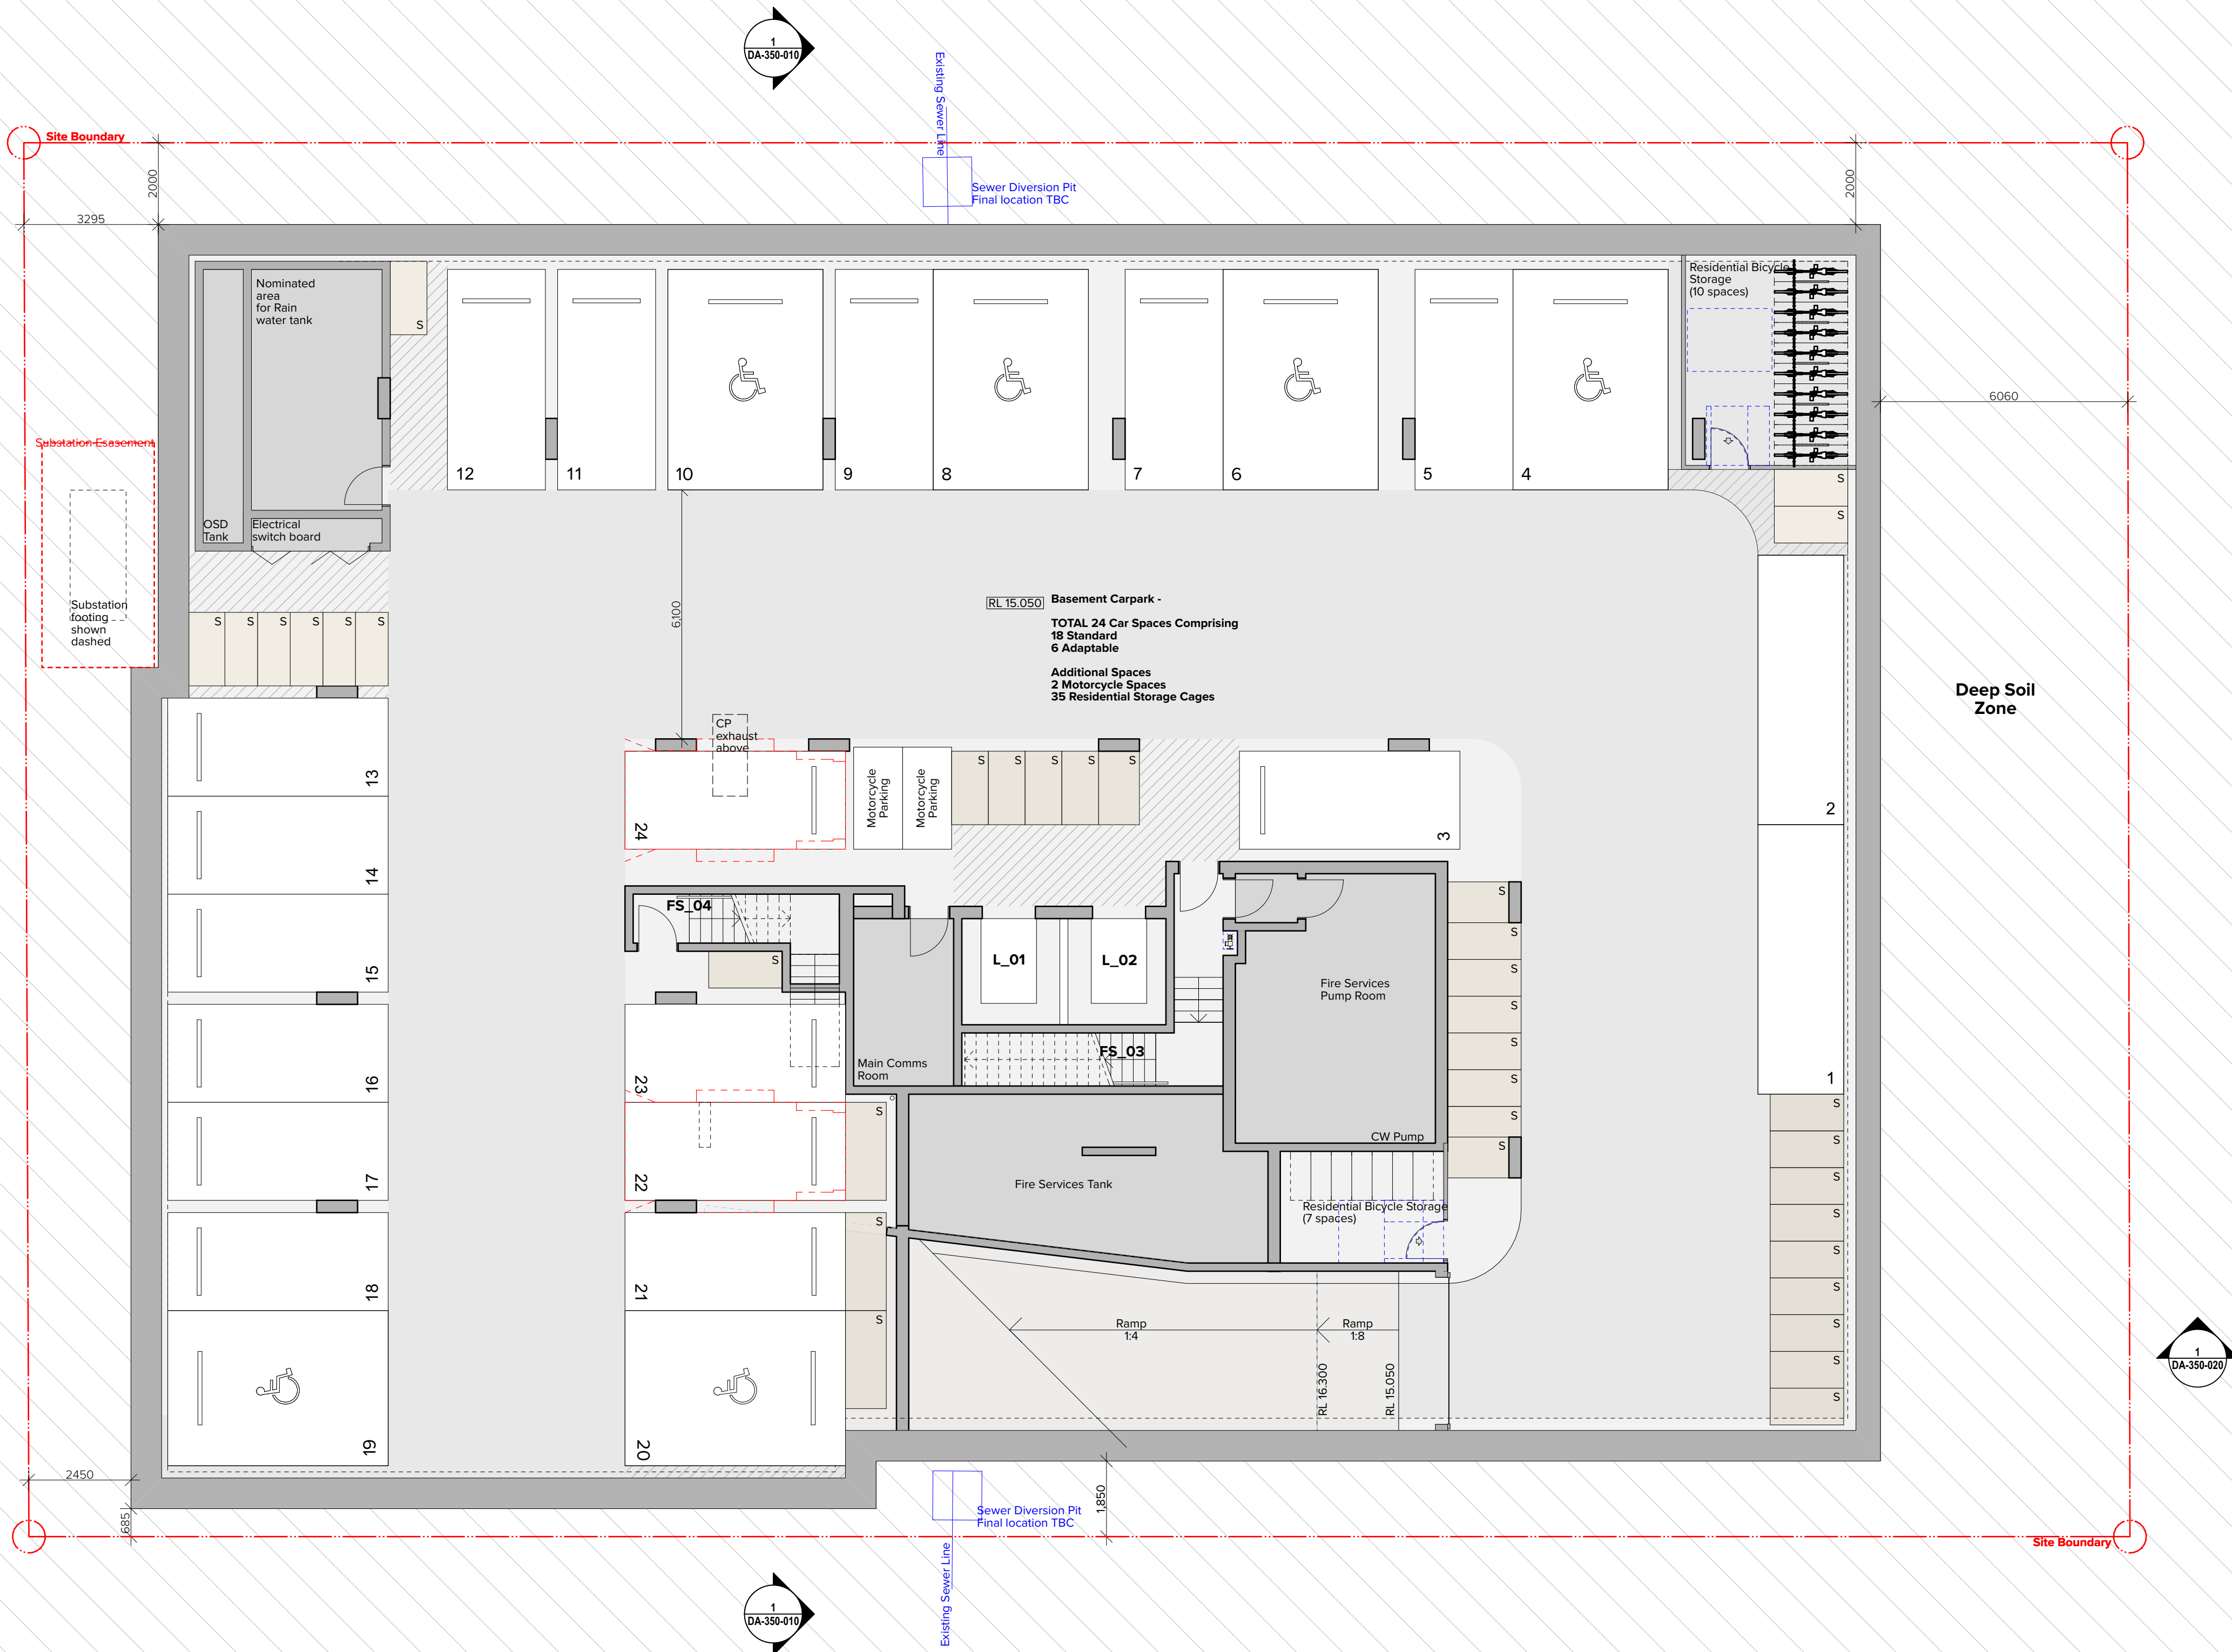 1
DA-350-010
Existing Sewer Line
Site Boundary
2000
2000
3295
Sewer Diversion Pit
Final location TBC
Nominated
area
for Rain
water tank
S
Residential Bicycle
Storage
(10 spaces)
6060
Substation Esasement
12
11
10
9
8
7
6
5
4
S
S
OSD
Tank
Electrical
switch board
Substation
footing
shown
dashed
S
S
S
S
S
S
6,100
RL 15.050
Basement Carpark -
TOTAL 24 Car Spaces Comprising
18 Standard
6 Adaptable
Additional Spaces
2 Motorcycle Spaces
35 Residential Storage Cages
Deep Soil
Zone
CP
exhaust
above
13
14
15
16
17
18
19
24
Motorcycle
Parking
Motorcycle
Parking
S
S
S
S
S
3
2
1
FS_04
S
L_01
L_02
Fire Services
Pump Room
S
S
S
S
S
S
S
S
FS_03
Main Comms
Room
CW Pump
23
22
21
20
S
S
S
Fire Services Tank
Residential Bicycle Storage
(7 spaces)
S
S
S
S
S
S
S
S
S
Ramp
1:4
Ramp
1:8
RL 16.300
RL 15.050
1
DA-350-020
2450
685
1,850
Sewer Diversion Pit
Final location TBC
Existing Sewer Line
Site Boundary
1
DA-350-010